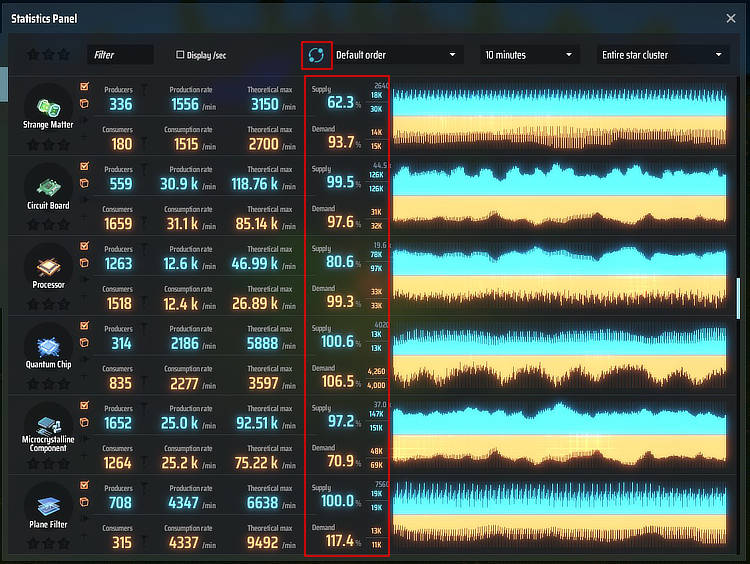 Statistics Panel
Filter
Display /sec
Default order
10 minutes
Entire star cluster
Strange Matter
Producers Production rate Theoretical max
336 1556 /min 3150 /min
Consumers Consumption rate Theoretical max
180 1515 /min 2700 /min
Supply 2640
62.3 % 18K
30K
Demand 14K
93.7 % 15K
Circuit Board
Producers Production rate Theoretical max
559 30.9 k /min 118.76 k /min
Consumers Consumption rate Theoretical max
1659 31.1 k /min 85.14 k /min
Supply 44.5
99.5 % 126K
126K
Demand 31K
97.6 % 32K
Processor
Producers Production rate Theoretical max
1263 12.6 k /min 46.99 k /min
Consumers Consumption rate Theoretical max
1518 12.4 k /min 26.89 k /min
Supply 19.6
80.6 % 78K
97K
Demand 33K
99.3 % 33K
Quantum Chip
Producers Production rate Theoretical max
314 2186 /min 5888 /min
Consumers Consumption rate Theoretical max
835 2277 /min 3597 /min
Supply 4020
100.6 % 13K
13K
Demand 4,260
106.5 % 4,000
Microcrystalline
Component
Producers Production rate Theoretical max
1652 25.0 k /min 92.51 k /min
Consumers Consumption rate Theoretical max
1264 25.2 k /min 75.22 k /min
Supply 37.0
97.2 % 147K
151K
Demand 48K
70.9 % 69K
Plane Filter
Producers Production rate Theoretical max
708 4347 /min 6638 /min
Consumers Consumption rate Theoretical max
315 4337 /min 9492 /min
Supply 7560
100.0 % 19K
19K
Demand 13K
117.4 % 11K